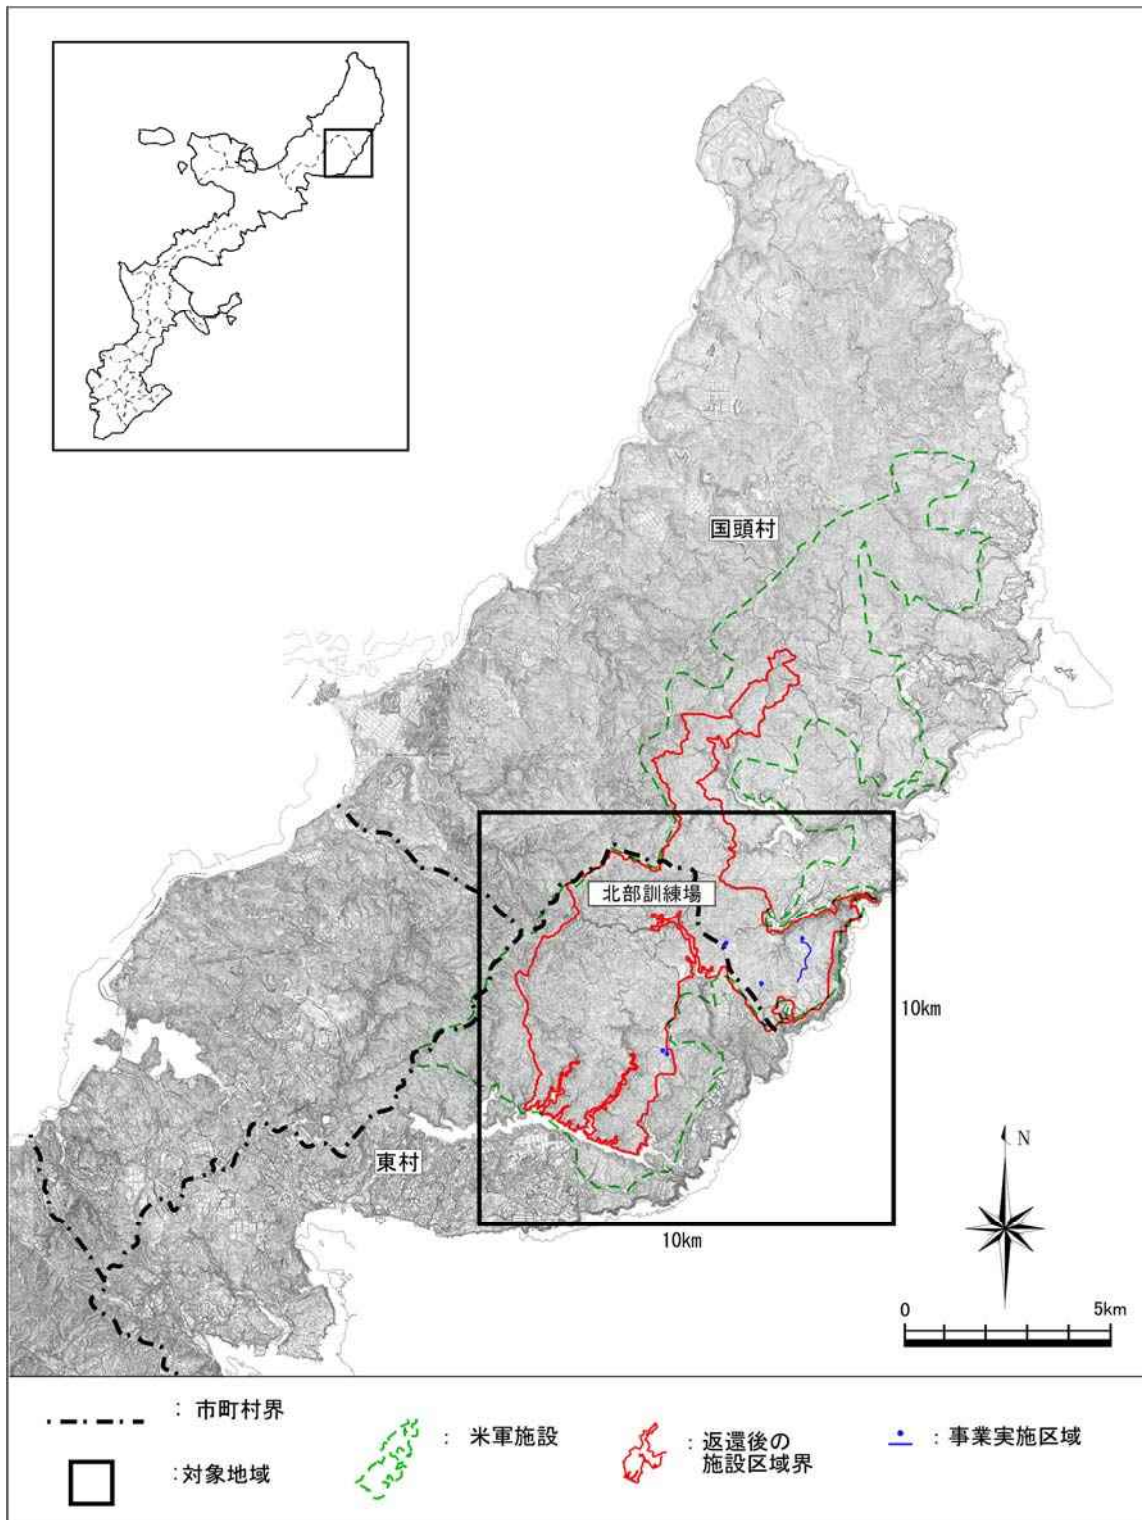 国頭村
北部訓練場
10km
東村
10km
N
0 5km
: 市町村界
: 米軍施設
: 返還後の
施設区域界
: 事業実施区域
:対象地域